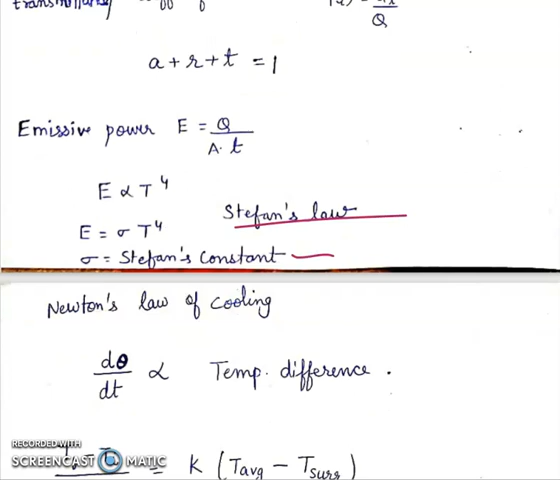 a + r + t = 1
Emissive power E = Q / A. t
E ∝ T⁴
Stefan's law
E = σ T⁴
σ = Stefan's Constant
Newton's law of cooling
dθ/dt ∝ Temp. difference.
= K (Tavg - Tsurs)
RECORDED WITH
SCREENCAST MATIC